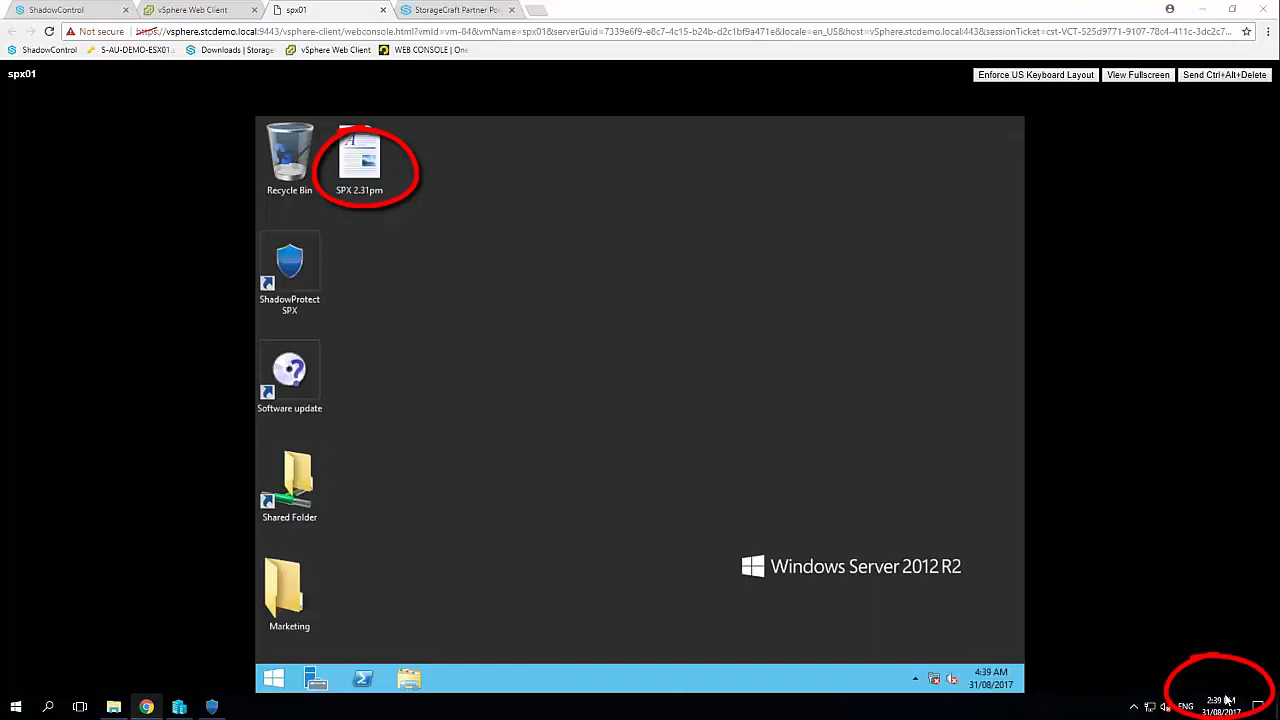 ShadowControl
vSphere Web Client
spx01
StorageCraft Partner Po
Not secure
https://vsphere.stcdemo.local:9443/vsphere-client/webconsole.html?vmId=vm-84&vmName=spx01&serverGuid=7339e6f9-e8c7-4c15-b24b-d2c1bf9a471e&locale=en_US&host=vSphere.stcdemo.local:443&sessionTicket=cst-VCT-525d9771-9107-78c4-411c-3dc2c7...
ShadowControl
S-AU-DEMO-ESX01
Downloads | Storage
vSphere Web Client
WEB CONSOLE | One
spx01
Enforce US Keyboard Layout
View Fullscreen
Send Ctrl+Alt+Delete
Recycle Bin
SPX 2.31pm
ShadowProtect
SPX
Software update
Shared Folder
Marketing
Windows Server 2012 R2
4:39 AM
31/08/2017
ENG
2:39
31/08/2017